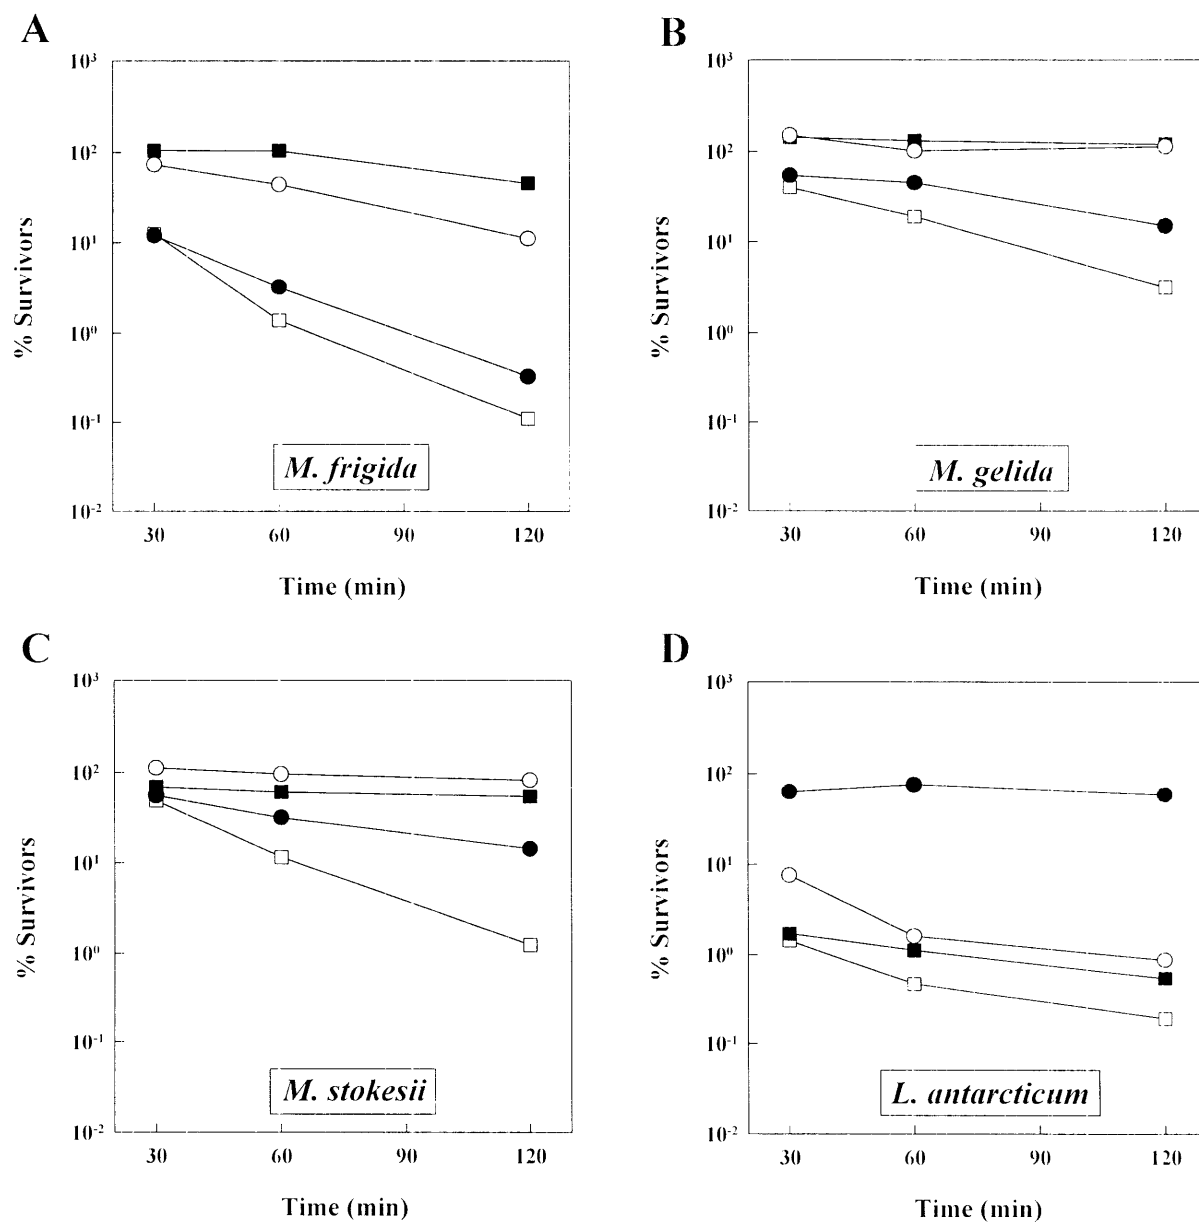 A
10³
10²
10¹
10⁰
10⁻¹
10⁻²
% Survivors
M. frigida
30 60 90 120
Time (min)
B
10³
10²
10¹
10⁰
10⁻¹
10⁻²
% Survivors
M. gelida
30 60 90 120
Time (min)
C
10³
10²
10¹
10⁰
10⁻¹
10⁻²
% Survivors
M. stokesii
30 60 90 120
Time (min)
D
10³
10²
10¹
10⁰
10⁻¹
10⁻²
% Survivors
L. antarcticum
30 60 90 120
Time (min)